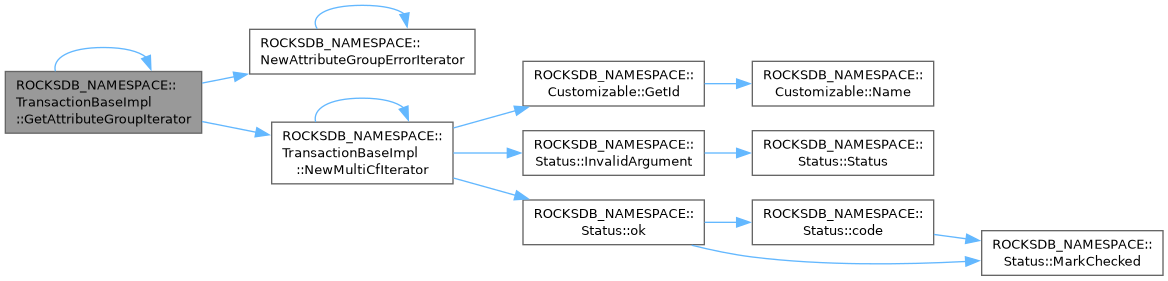 ROCKSDB_NAMESPACE::
TransactionBaseImpl
::GetAttributeGroupIterator
ROCKSDB_NAMESPACE::
NewAttributeGroupErrorIterator
ROCKSDB_NAMESPACE::
TransactionBaseImpl
::NewMultiCfIterator
ROCKSDB_NAMESPACE::
Customizable::GetId
ROCKSDB_NAMESPACE::
Customizable::Name
ROCKSDB_NAMESPACE::
Status::InvalidArgument
ROCKSDB_NAMESPACE::
Status::Status
ROCKSDB_NAMESPACE::
Status::ok
ROCKSDB_NAMESPACE::
Status::code
ROCKSDB_NAMESPACE::
Status::MarkChecked